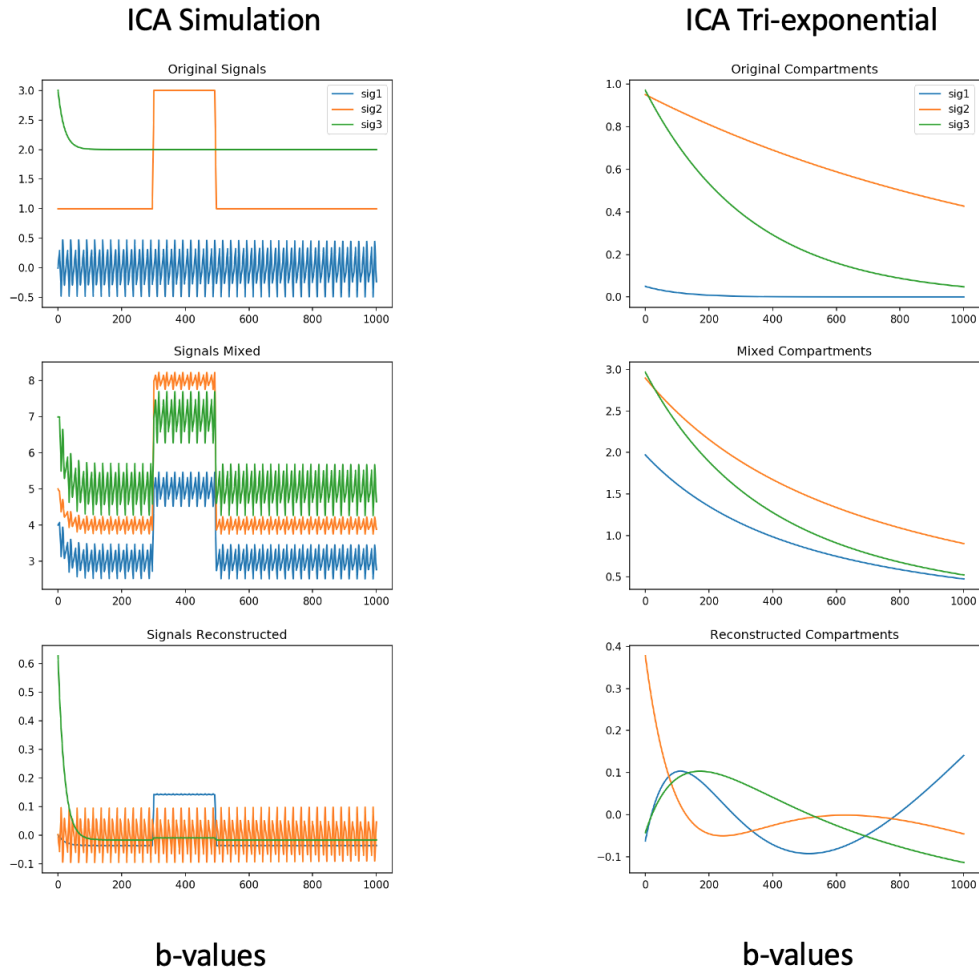 ICA Simulation
ICA Tri-exponential
Original Signals
3.0
2.5
2.0
1.5
1.0
0.5
0.0
−0.5
sig1
sig2
sig3
0 200 400 600 800 1000
Original Compartments
1.0
0.8
0.6
0.4
0.2
0.0
sig1
sig2
sig3
0 200 400 600 800 1000
Signals Mixed
8
7
6
5
4
3
0 200 400 600 800 1000
Mixed Compartments
3.0
2.5
2.0
1.5
1.0
0.5
0 200 400 600 800 1000
Signals Reconstructed
0.6
0.5
0.4
0.3
0.2
0.1
0.0
−0.1
0 200 400 600 800 1000
Reconstructed Compartments
0.4
0.3
0.2
0.1
0.0
−0.1
0 200 400 600 800 1000
b-values
b-values